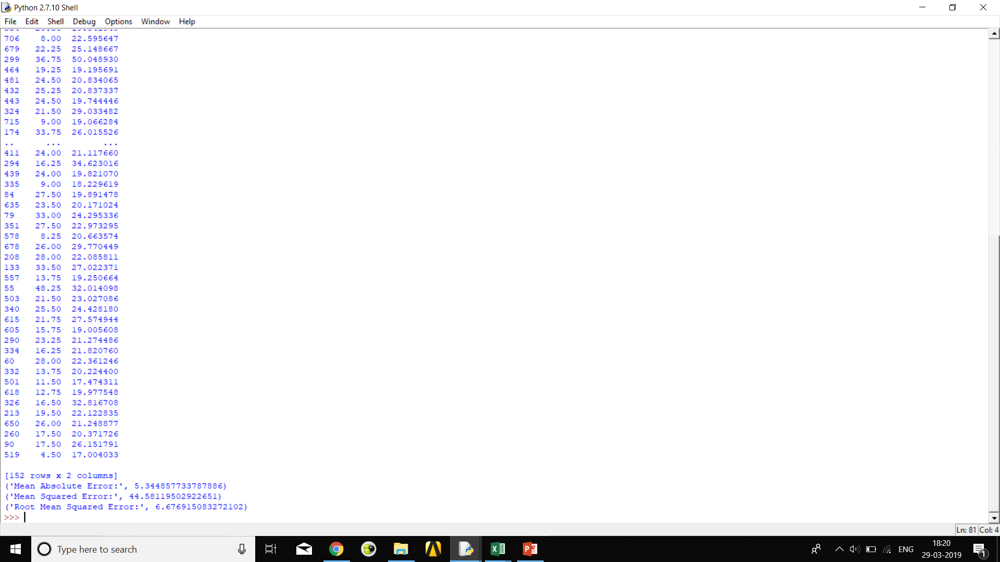 Python 2.7.10 Shell
File Edit Shell Debug Options Window Help
706 8.00 22.595647
679 22.25 25.148667
299 36.75 50.048930
464 19.25 19.195691
481 24.50 20.834065
432 25.25 20.837337
443 24.50 19.744446
324 21.50 29.033482
715 9.00 19.066284
174 33.75 26.015526
.. ... ...
411 24.00 21.117660
294 16.25 34.623016
439 24.00 19.821070
335 9.00 18.229619
84 27.50 19.891478
635 23.50 20.171024
79 33.00 24.295336
351 27.50 22.973295
578 8.25 20.663574
678 26.00 29.770449
208 28.00 22.085811
133 33.50 27.022371
557 13.75 19.250664
55 48.25 32.014098
503 21.50 23.027086
340 25.50 24.428180
615 21.75 27.574944
605 15.75 19.005608
290 23.25 21.274486
334 16.25 21.820760
60 28.00 22.361246
332 13.75 20.224400
501 11.50 17.474311
618 12.75 19.977548
326 16.50 32.816708
213 19.50 22.122835
650 26.00 21.248877
260 17.50 20.371726
90 17.50 26.151791
519 4.50 17.004033
[152 rows x 2 columns]
('Mean Absolute Error:', 5.344857733787886)
('Mean Squared Error:', 44.58119502922651)
('Root Mean Squared Error:', 6.676915083272102)
>>>
Ln: 81 Col: 4
Type here to search
ENG
18:20
29-03-2019
1